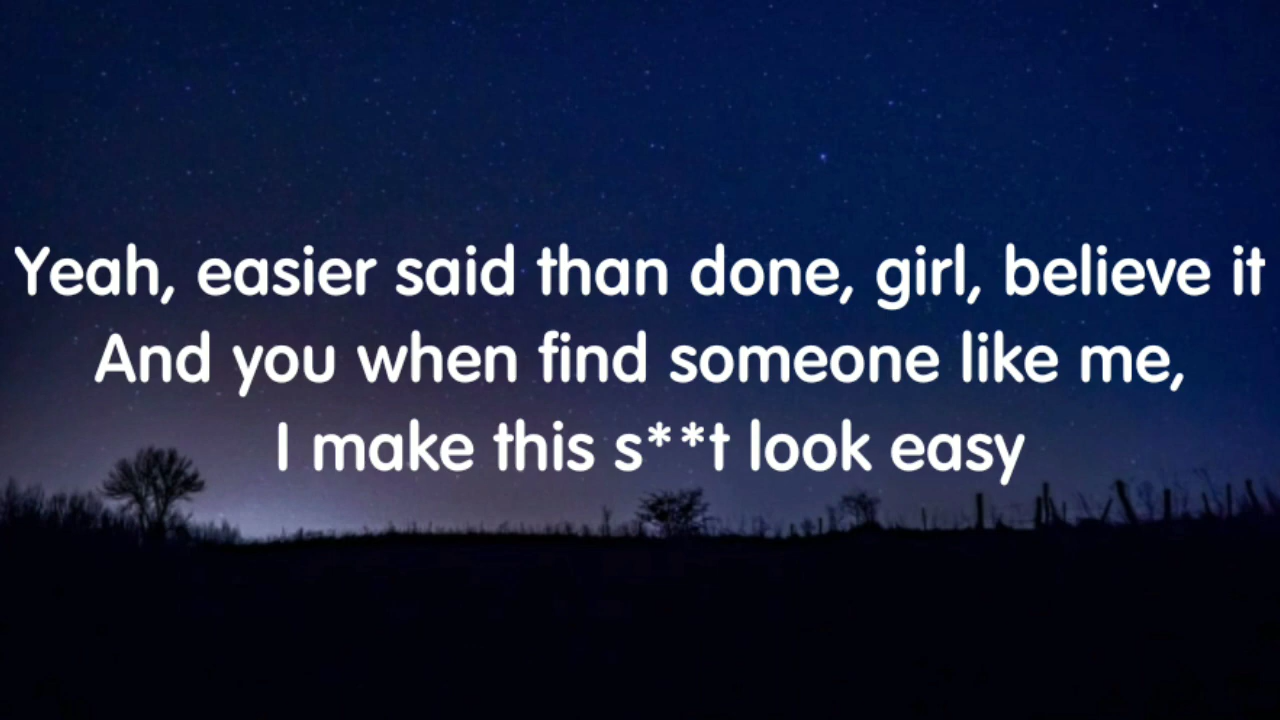 Yeah, easier said than done, girl, believe it
And you when find someone like me,
I make this s**t look easy